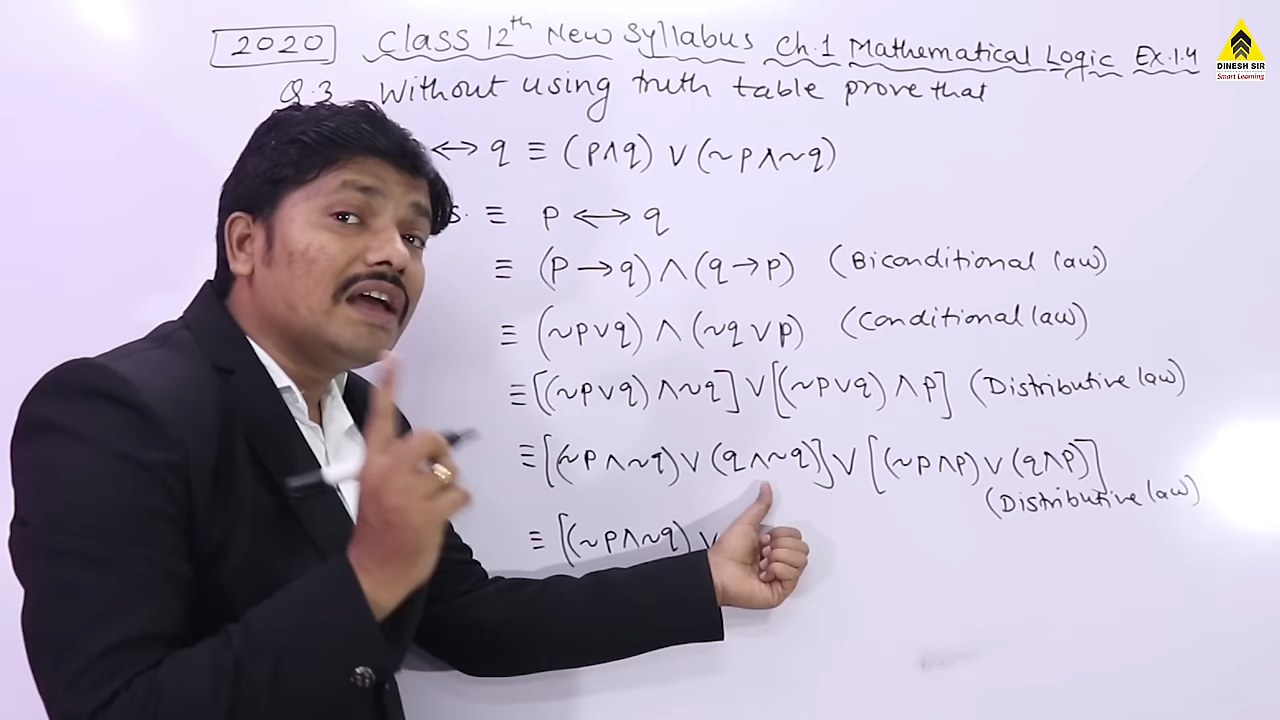 2020 Class 12th New Syllabus Ch.1 Mathematical Logic Ex.1.4
DINESH SIR
Smart Learning
Q.3 Without using truth table prove that
↔ q ≡ (p∧q) ∨ (~p∧~q)
s. ≡ p ↔ q
≡ (p → q) ∧ (q → p) (Biconditional law)
≡ (~p∨q) ∧ (~q∨p) (Conditional law)
≡ [(~p∨q) ∧~q] ∨ [(~p∨q) ∧p] (Distributive law)
≡ [(~p∧~q) ∨ (q∧~q)] ∨ [(~p∧p) ∨ (q∧p)]
(Distributive law)
≡ [(~p∧~q) ∨